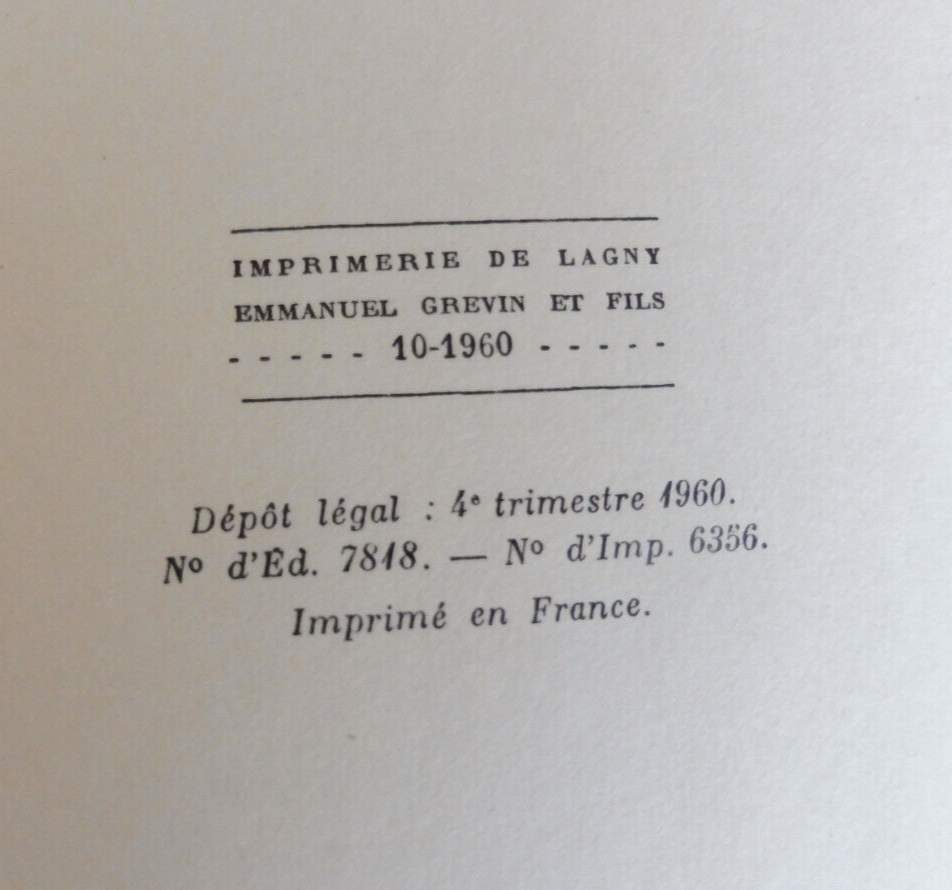 IMPRIMERIE DE LAGNY
EMMANUEL GREVIN ET FILS
- - - - - 10-1960 - - - - -
Dépôt légal : 4e trimestre 1960.
No d'Éd. 7818. — No d'Imp. 6356.
Imprimé en France.